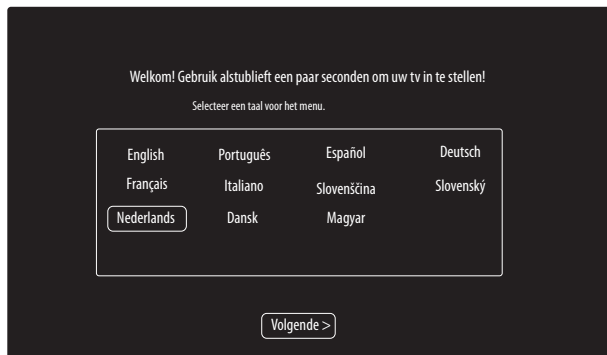 Welkom! Gebruik alstublieft een paar seconden om uw tv in te stellen!
Selecteer een taal voor het menu.
English Português Español Deutsch
Français Italiano Slovenščina Slovenský
Nederlands Dansk Magyar
Volgende >